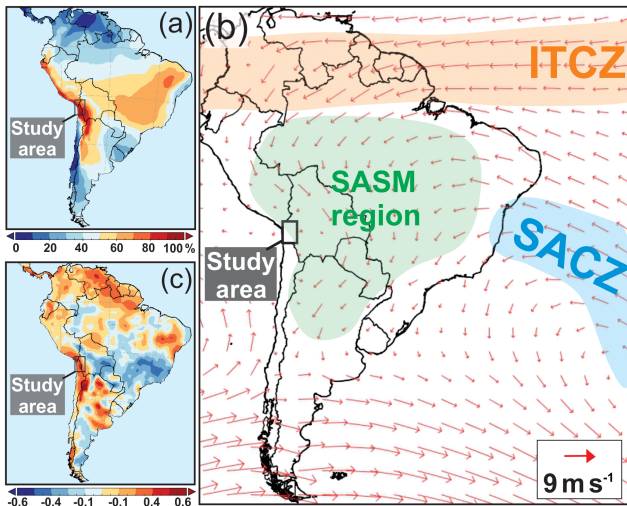 (a)
Study
area
0 20 40 60 80 100 %
(b)
ITCZ
SASM
region
SACZ
Study
area
9 m s⁻¹
(c)
Study
area
-0.6 -0.4 -0.1 -0.1 0.4 0.6